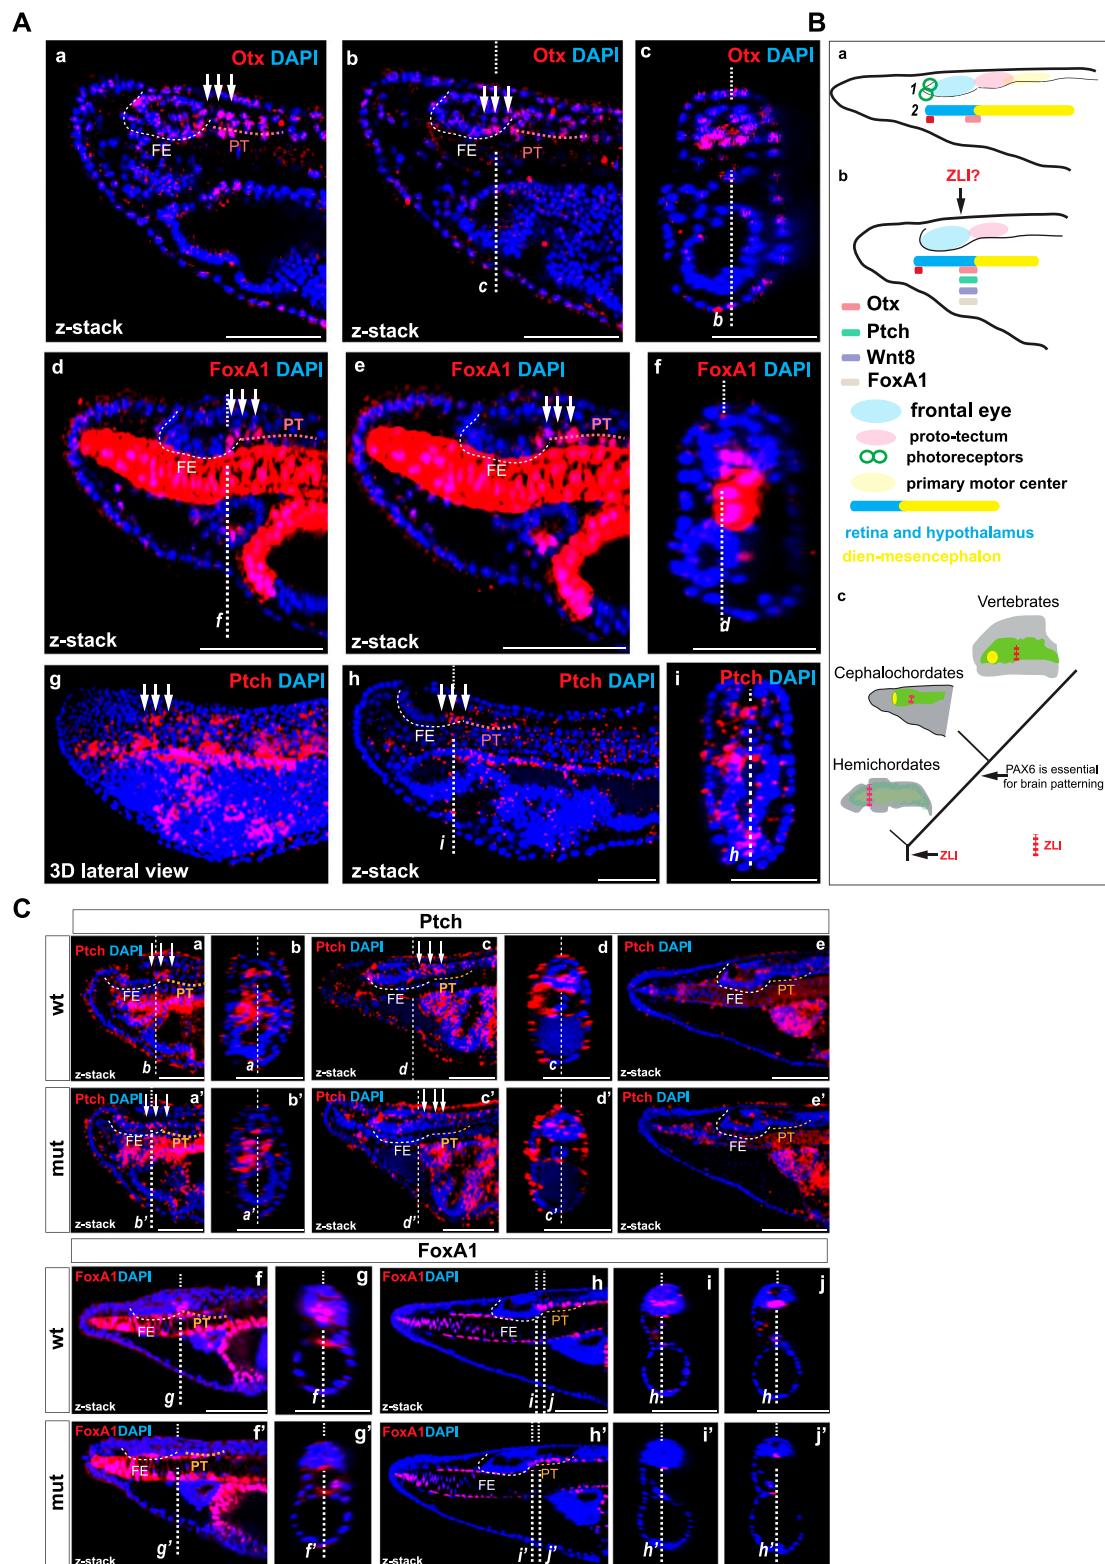 A
a
Otx DAPI
FE
PT
z-stack
b
Otx DAPI
FE
PT
c
z-stack
c
Otx DAPI
b
d
FoxA1 DAPI
PT
FE
f
z-stack
e
FoxA1 DAPI
PT
FE
z-stack
f
FoxA1 DAPI
d
g
Ptch DAPI
3D lateral view
h
Ptch DAPI
FE
PT
i
z-stack
i
Ptch DAPI
h
B
a
1
2
b
ZLI?
Otx
Ptch
Wnt8
FoxA1
frontal eye
proto-tectum
photoreceptors
primary motor center
retina and hypothalamus
dien-mesencephalon
c
Vertebrates
Cephalochordates
Hemichordates
PAX6 is essential
for brain patterning
ZLI
ZLI
C
Ptch
wt
Ptch DAPI
a
FE
PT
b
z-stack
b
a
Ptch DAPI
c
FE
PT
d
z-stack
d
c
Ptch DAPI
e
FE
PT
z-stack
mut
Ptch DAPI
a’
FE
PT
b’
z-stack
b’
a’
Ptch DAPI
c’
FE
PT
d’
z-stack
d’
c’
Ptch DAPI
e’
FE
PT
z-stack
FoxA1
wt
FoxA1DAPI
f
FE
PT
g
z-stack
g
f
FoxA1DAPI
h
FE
PT
i
j
z-stack
i
h
j
h
mut
FoxA1DAPI
f’
FE
PT
g’
z-stack
g’
f’
FoxA1DAPI
h’
FE
PT
i’
j’
z-stack
i’
h’
j’
h’